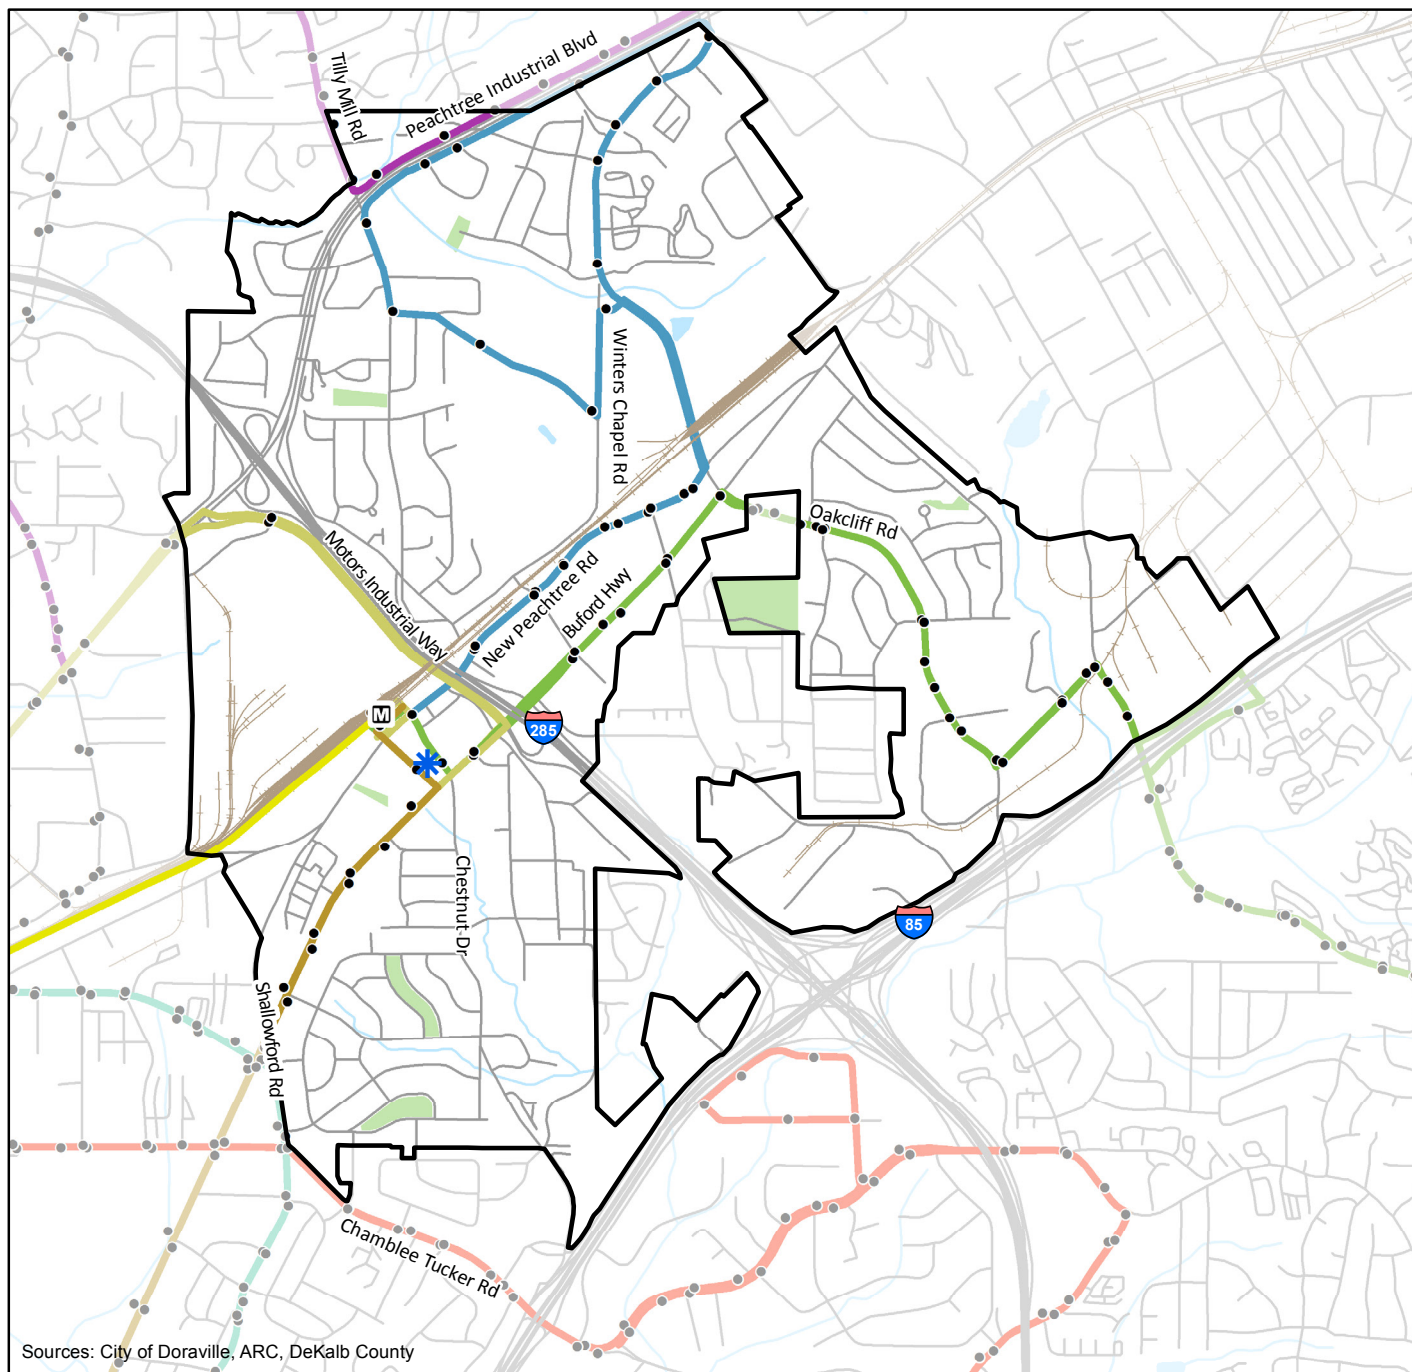 Tilly Mill Rd
Peachtree Industrial Blvd
Winters Chapel Rd
Oakcliff Rd
Motors Industrial Way
New Peachtree Rd
Buford Hwy
M
285
Chestnut Dr
85
Shallowford Rd
Chamblee Tucker Rd
Sources: City of Doraville, ARC, DeKalb County